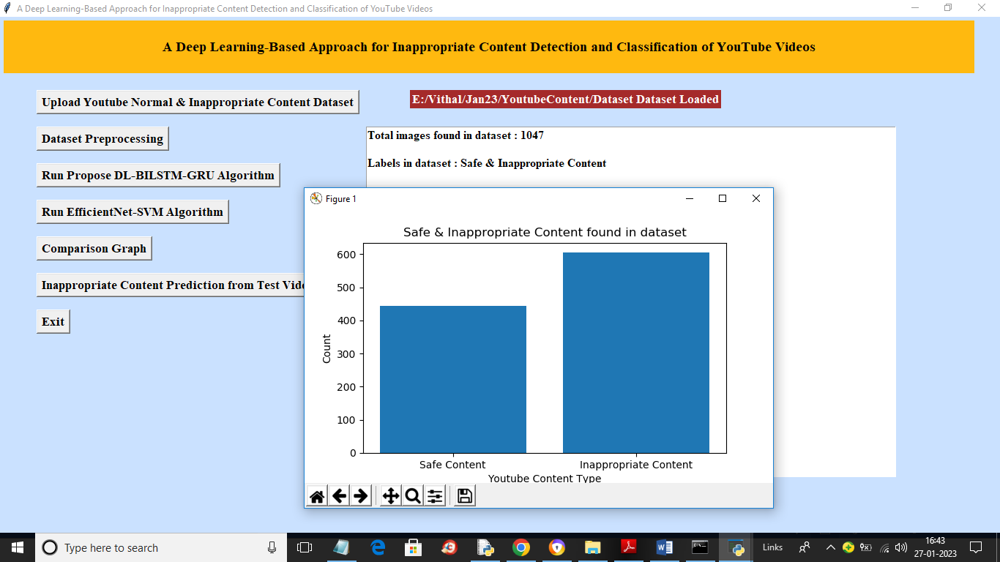 A Deep Learning-Based Approach for Inappropriate Content Detection and Classification of YouTube Videos
A Deep Learning-Based Approach for Inappropriate Content Detection and Classification of YouTube Videos
Upload Youtube Normal & Inappropriate Content Dataset
E:/Vithal/Jan23/YoutubeContent/Dataset Dataset Loaded
Dataset Preprocessing
Run Propose DL-BILSTM-GRU Algorithm
Run EfficientNet-SVM Algorithm
Comparison Graph
Inappropriate Content Prediction from Test Vide
Exit
Total images found in dataset : 1047
Labels in dataset : Safe & Inappropriate Content
Figure 1
Safe & Inappropriate Content found in dataset
600
500
400
300
200
100
0
Count
Safe Content
Inappropriate Content
Youtube Content Type
Type here to search
Links
16:43
27-01-2023